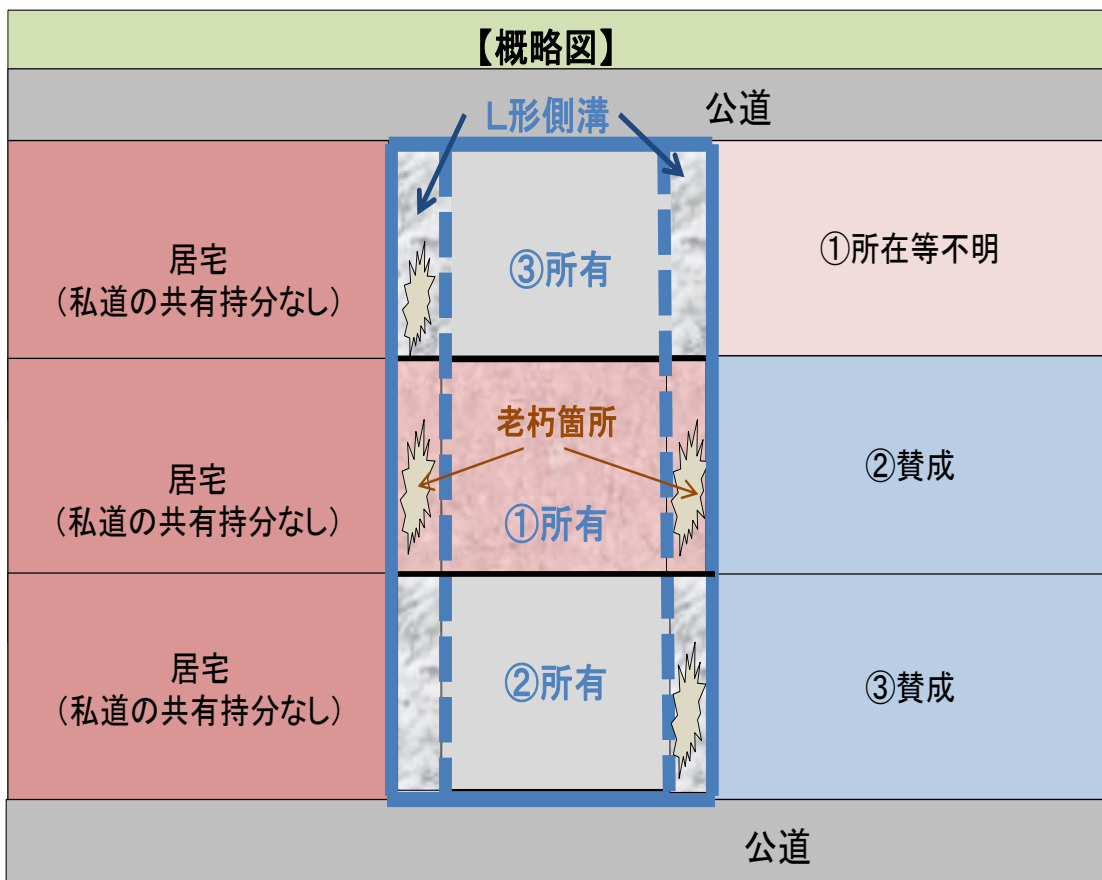 【概略図】
公道
L形側溝
居宅
（私道の共有持分なし）
③所有
①所在等不明
居宅
（私道の共有持分なし）
老朽箇所
①所有
②賛成
居宅
（私道の共有持分なし）
②所有
③賛成
公道